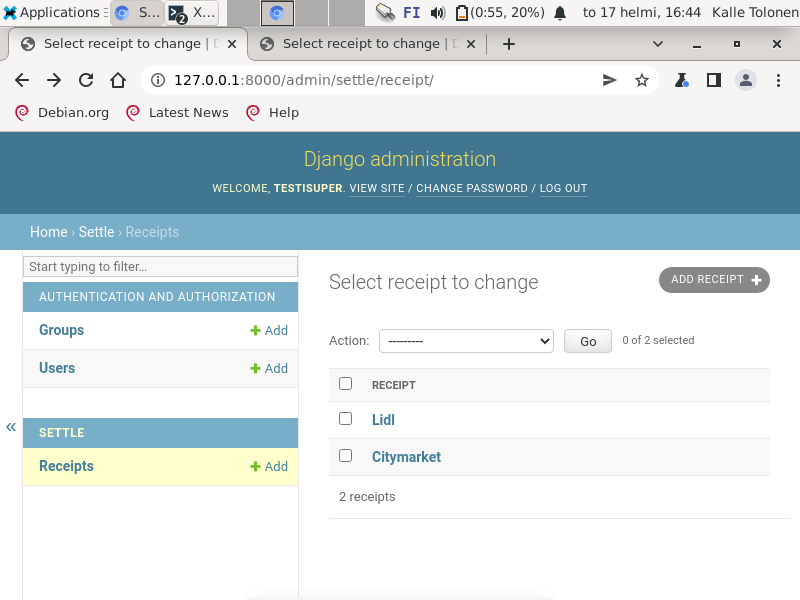 Applications S... 2 X... FI (0:55, 20%) to 17 helmi, 16:44 Kalle Tolonen
Select receipt to change | Select receipt to change |
127.0.0.1:8000/admin/settle/receipt/
Debian.org Latest News Help
Django administration
WELCOME, TESTISUPER. VIEW SITE / CHANGE PASSWORD / LOG OUT
Home › Settle › Receipts
Start typing to filter...
AUTHENTICATION AND AUTHORIZATION
Groups + Add
Users + Add
«
SETTLE
Receipts + Add
Select receipt to change
ADD RECEIPT +
Action: --------- Go 0 of 2 selected
RECEIPT
Lidl
Citymarket
2 receipts